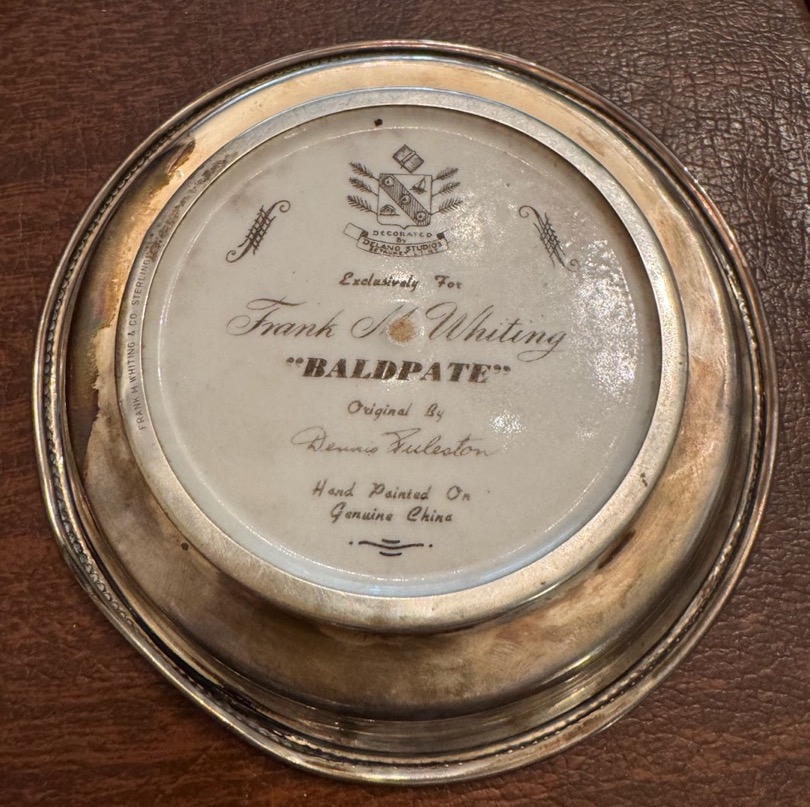 DECORATED
By
DELANO STUDIOS
SETAUKET L.I. N.Y.
Exclusively For
Frank M. Whiting
“BALDPATE”
Original By
Dennis Puleston
Hand Painted On
Genuine China
FRANK M WHITING & CO. STERLING